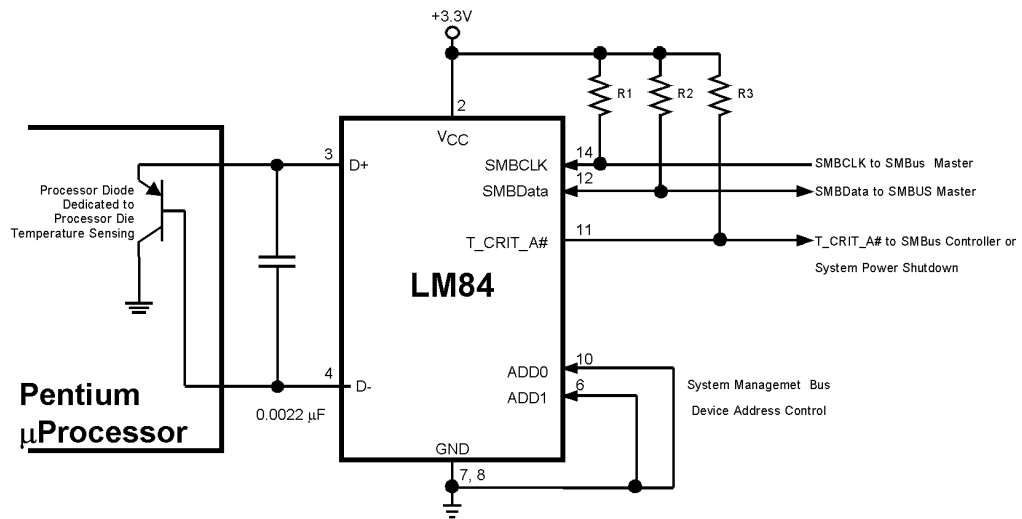 +3.3V
R1
R2
R3
2
VCC
3
D+
SMBCLK
14
SMBCLK to SMBus Master
SMBData
12
SMBData to SMBUS Master
Processor Diode
Dedicated to
Processor Die
Temperature Sensing
T_CRIT_A#
11
T_CRIT_A# to SMBus Controller or
System Power Shutdown
LM84
4
D-
0.0022 μF
Pentium
μProcessor
ADD0
10
ADD1
6
System Managemet Bus
Device Address Control
GND
7, 8